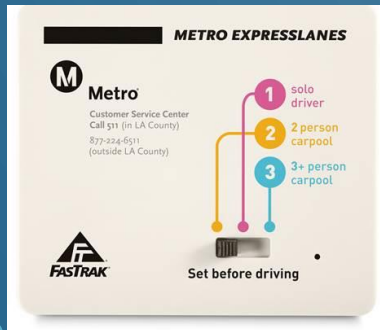 METRO EXPRESSLANES
M
Metro
Customer Service Center
Call 511 (in LA County)
877-224-6511
(outside LA County)
1 solo
driver
2 2 person
carpool
3 3+ person
carpool
FT
FASTRAK
Set before driving